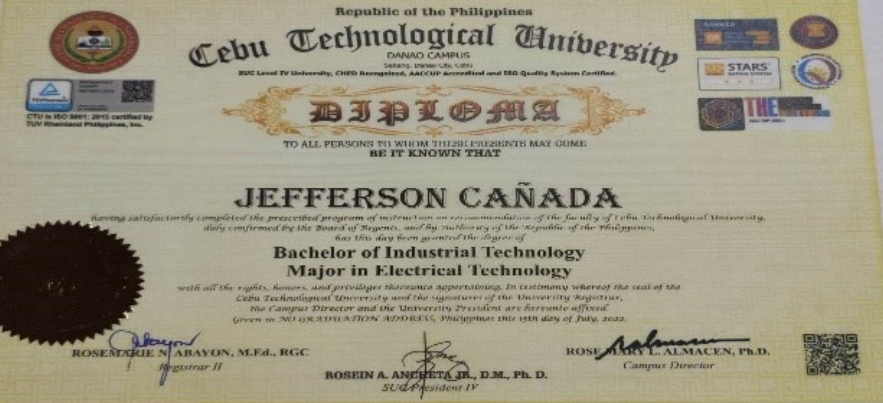 Republic of the Philippines
Cebu Technological University
DANAO CAMPUS
Sabang, Danao City, Cebu
SUC Level IV University, CHED Recognized, AACCUP Accredited and ISO Quality System Certified.
CTU is ISO 9001: 2015 certified by
TUV Rheinland Philippines, Inc.
STARS
THE
DIPLOMA
TO ALL PERSONS TO WHOM THESE PRESENTS MAY COME
BE IT KNOWN THAT
JEFFERSON CAÑADA
having satisfactorily completed the prescribed program of instruction on recommendation of the faculty of Cebu Technological University,
duly confirmed by the Board of Regents, and by Authority of the Republic of the Philippines,
has this day been granted the degree of
Bachelor of Industrial Technology
Major in Electrical Technology
with all the rights, honors, and privileges thereunto appertaining. In testimony whereof the seal of the
Cebu Technological University and the signatures of the University Registrar,
the Campus Director and the University President are hereunto affixed.
Given in NO GRADUATION ADDRESS, Philippines this 15th day of July, 2022.
ROSEMARIE N. ABAYON, M.Ed., RGC
Registrar II
ROSEIN A. ANCHETA JR., D.M., Ph. D.
SUC President IV
ROSE MARY L. ALMACEN, Ph.D.
Campus Director